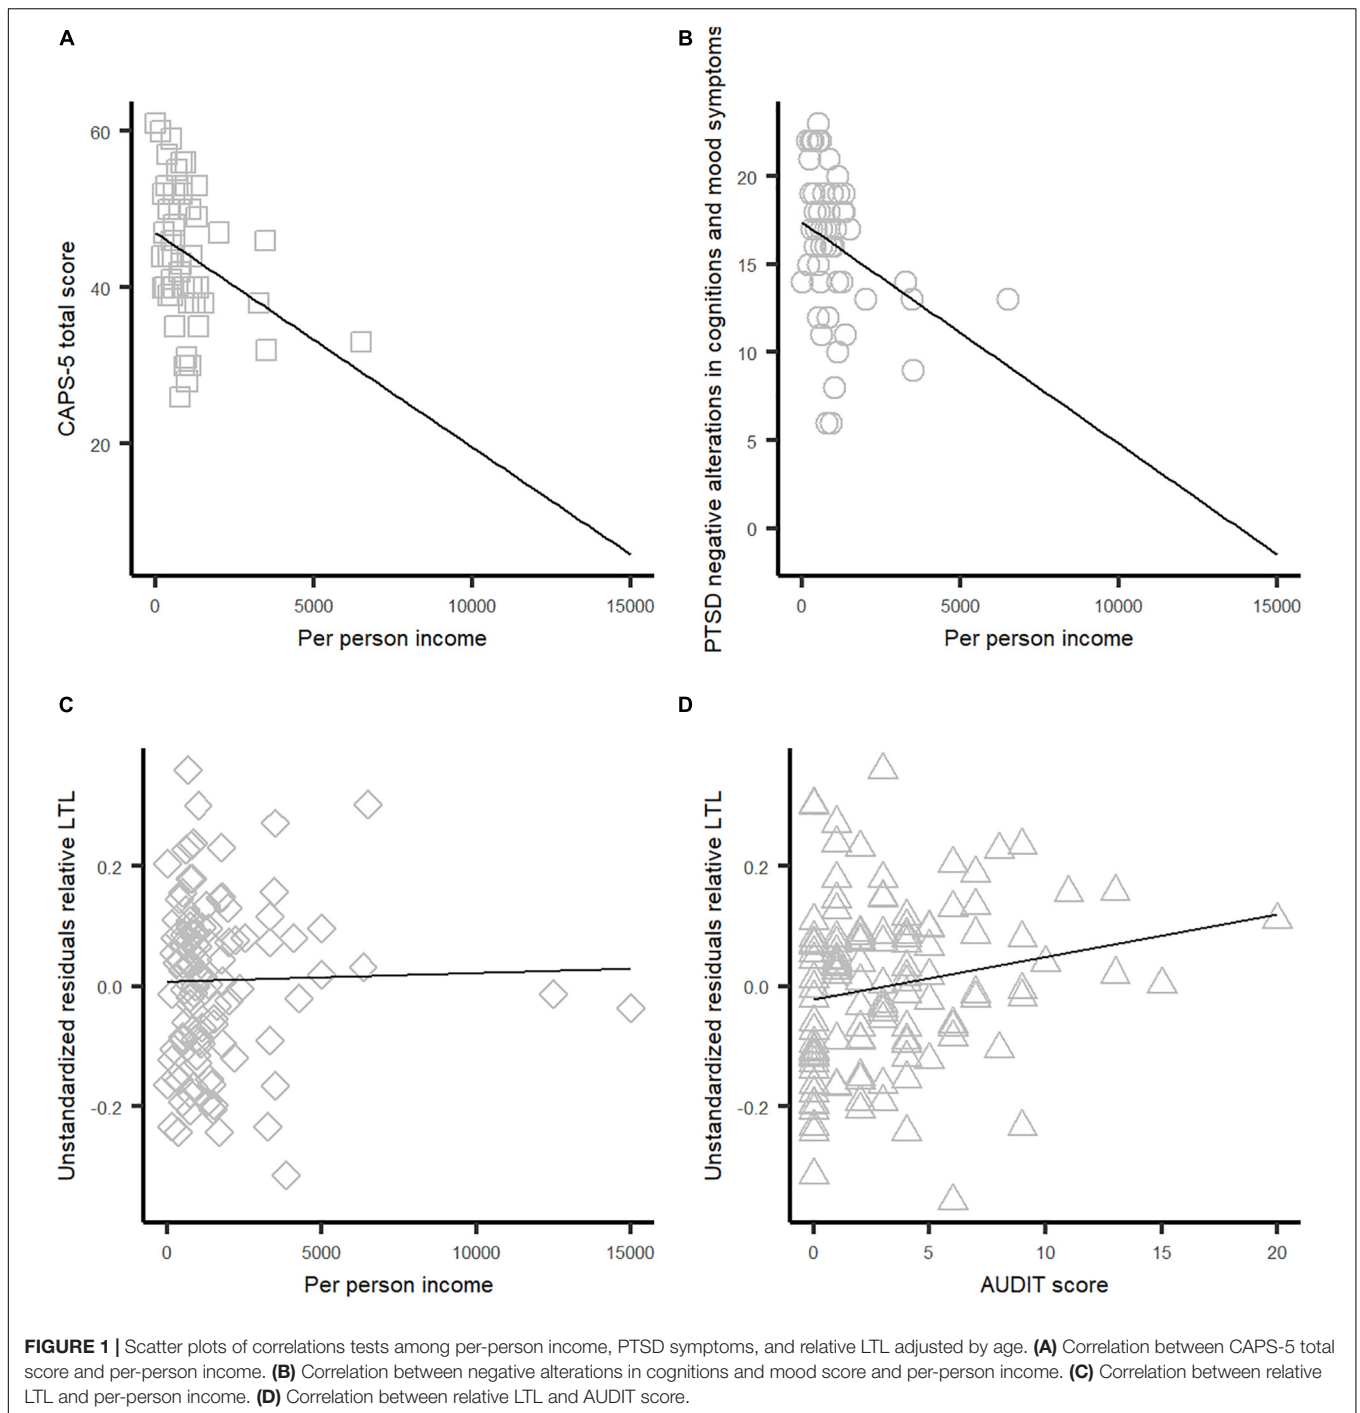 A
CAPS-5 total score
60
40
20
0
5000
10000
15000
Per person income
B
PTSD negative alterations in cognitions and mood symptoms
20
15
10
5
0
0
5000
10000
15000
Per person income
C
Unstandardized residuals relative LTL
0.2
0.0
-0.2
0
5000
10000
15000
Per person income
D
Unstandardized residuals relative LTL
0.2
0.0
-0.2
0
5
10
15
20
AUDIT score
FIGURE 1 | Scatter plots of correlations tests among per-person income, PTSD symptoms, and relative LTL adjusted by age. (A) Correlation between CAPS-5 total
score and per-person income. (B) Correlation between negative alterations in cognitions and mood score and per-person income. (C) Correlation between relative
LTL and per-person income. (D) Correlation between relative LTL and AUDIT score.